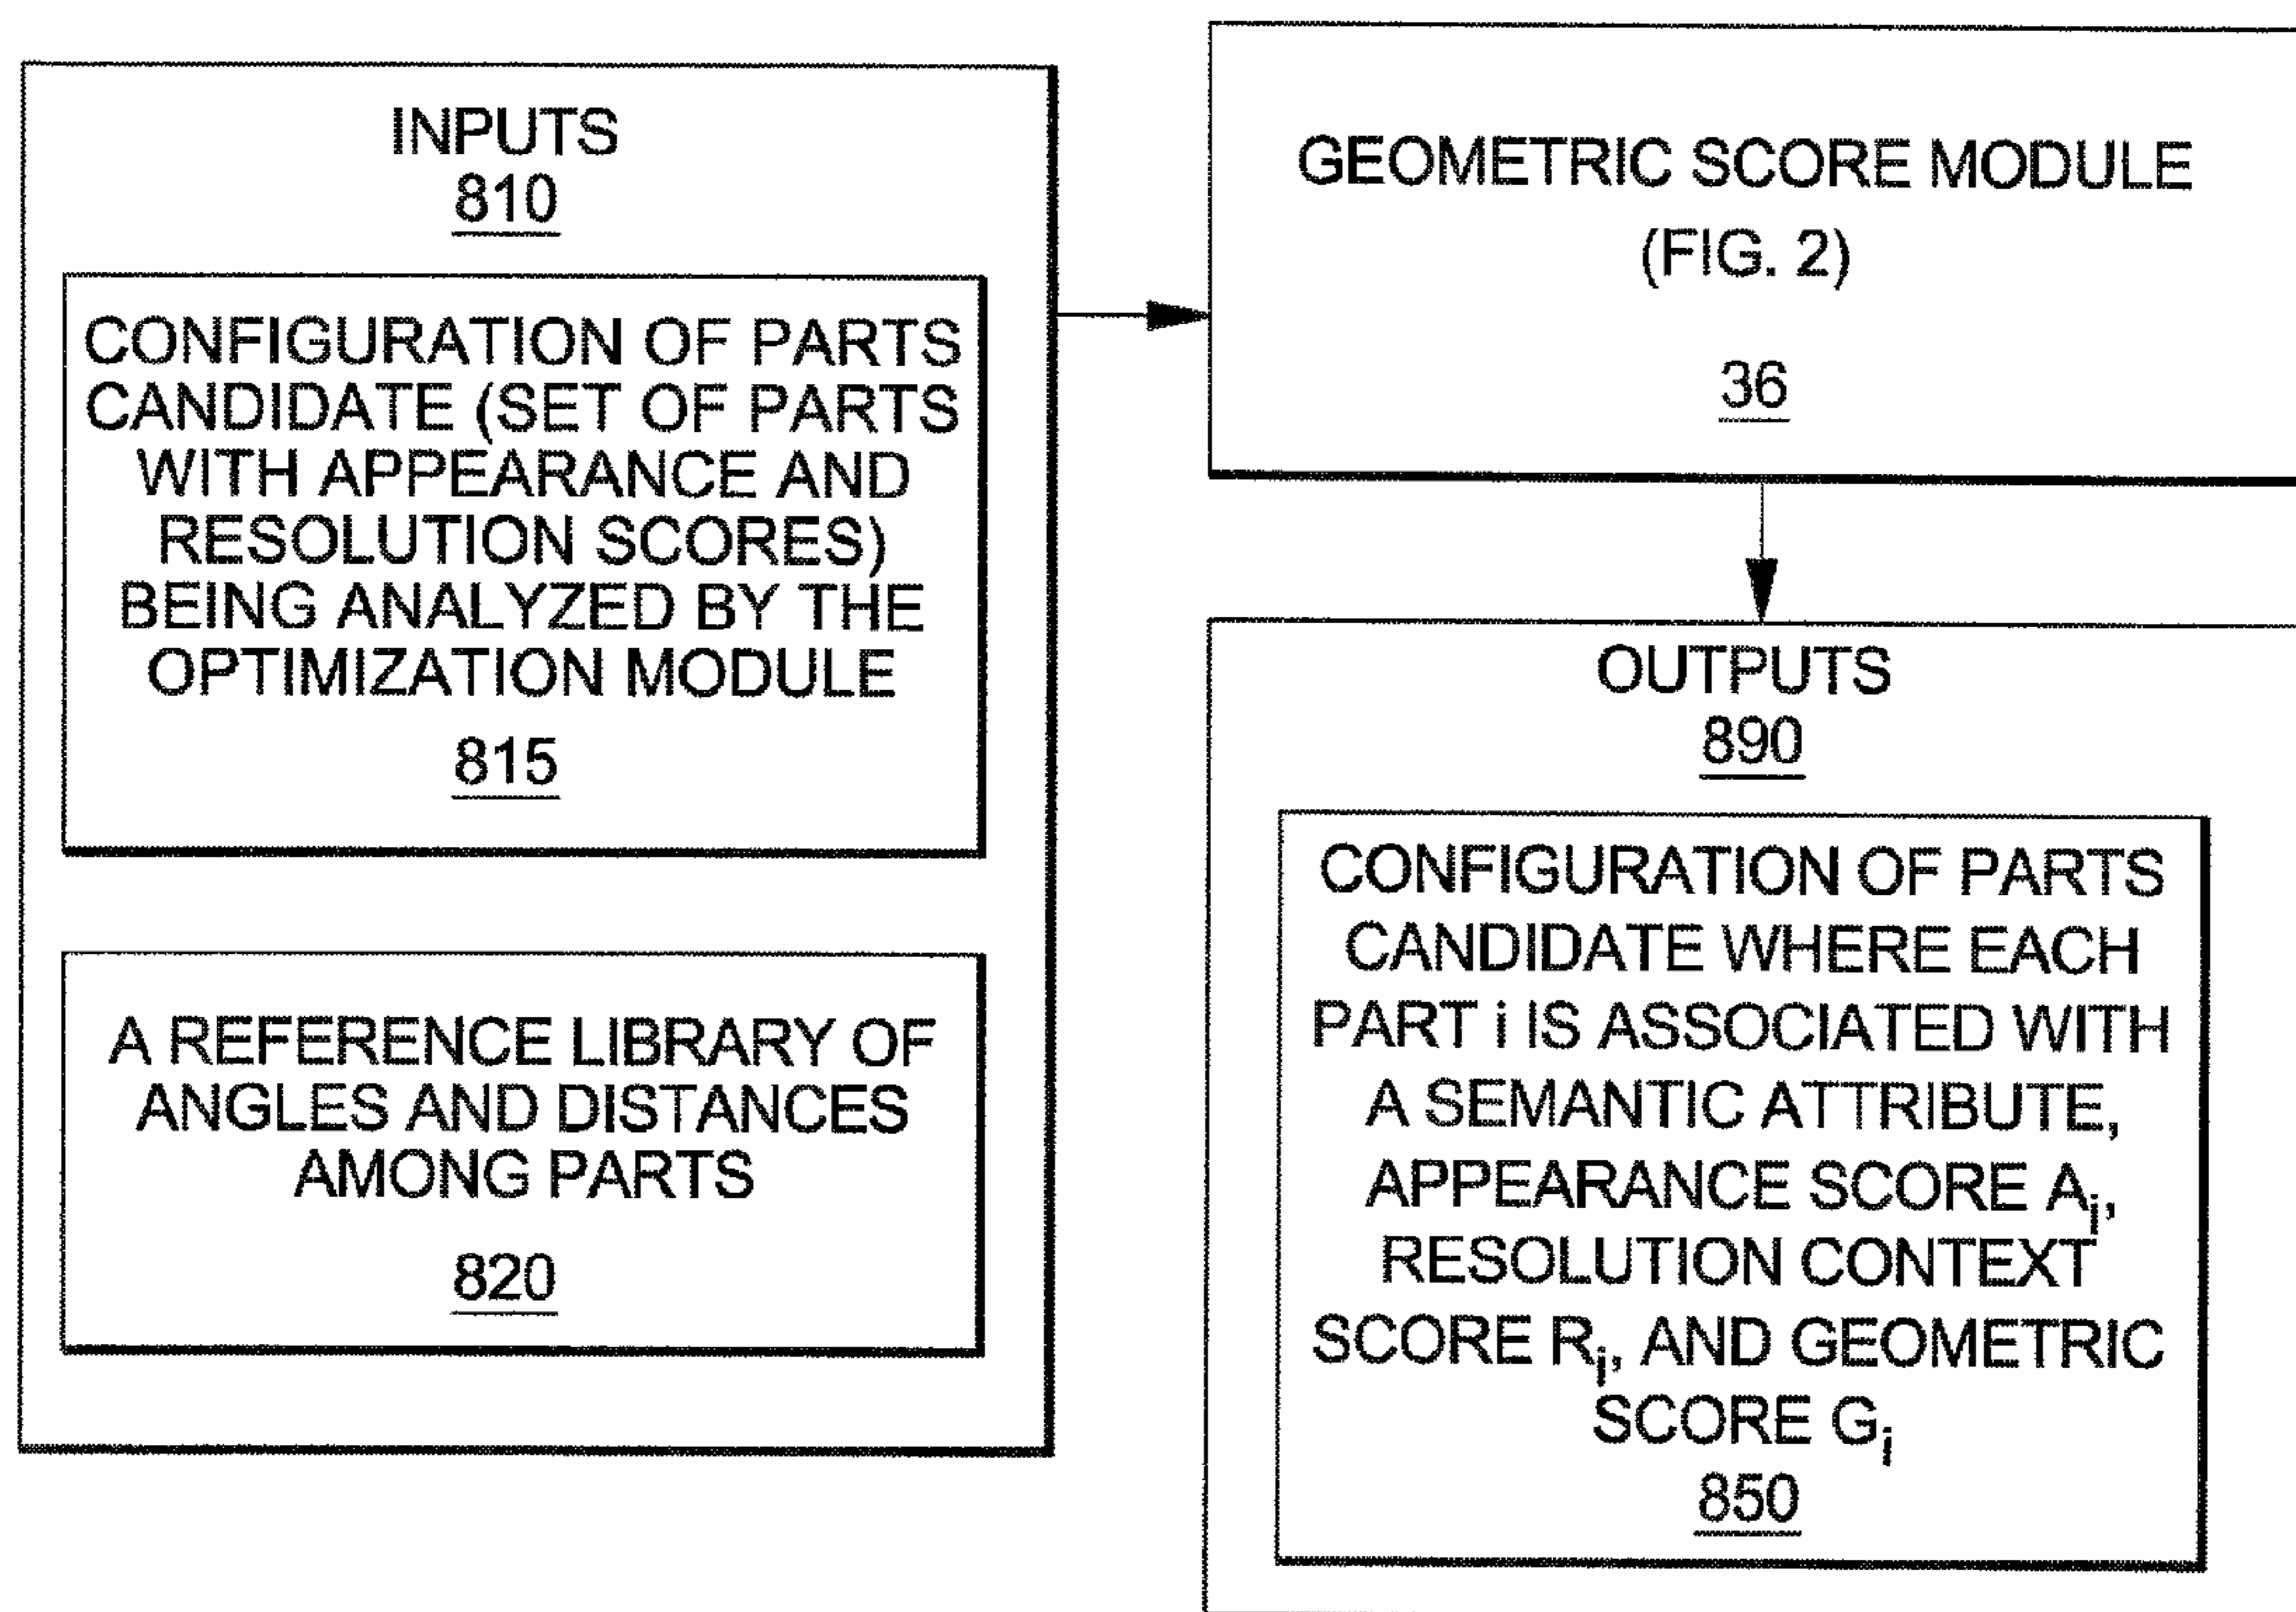 INPUTS
810
CONFIGURATION OF PARTS
CANDIDATE (SET OF PARTS
WITH APPEARANCE AND
RESOLUTION SCORES)
BEING ANALYZED BY THE
OPTIMIZATION MODULE
815
A REFERENCE LIBRARY OF
ANGLES AND DISTANCES
AMONG PARTS
820
GEOMETRIC SCORE MODULE
(FIG. 2)
36
OUTPUTS
890
CONFIGURATION OF PARTS
CANDIDATE WHERE EACH
PART i IS ASSOCIATED WITH
A SEMANTIC ATTRIBUTE,
APPEARANCE SCORE Ai,
RESOLUTION CONTEXT
SCORE Ri, AND GEOMETRIC
SCORE Gi
850